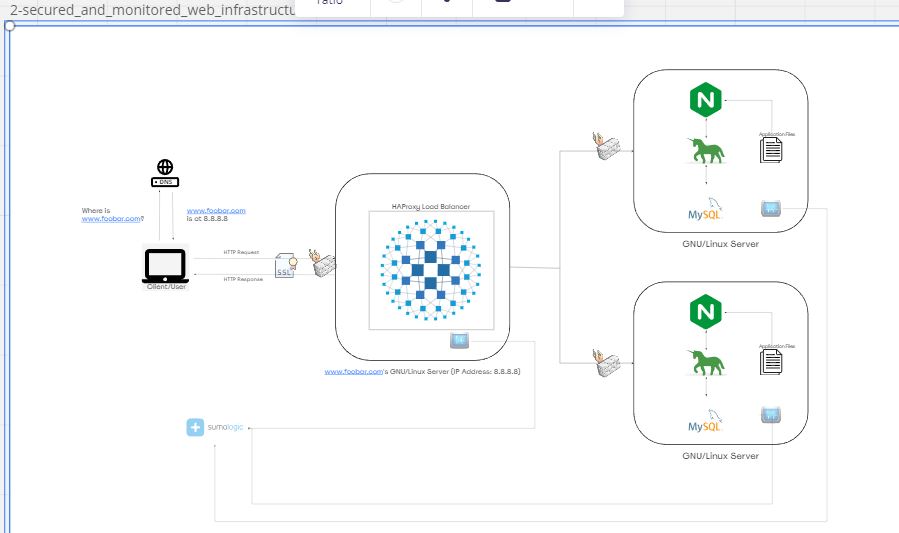 2-secured_and_monitored_web_infrastructu
ratio
DNS
Where is
www.foobar.com?
www.foobar.com
is at 8.8.8.8
HTTP Request
SSL
HTTP Response
Client/User
HAProxy Load Balancer
www.foobar.com's GNU/Linux Server (IP Address: 8.8.8.8)
N
Application Files
MySQL
GNU/Linux Server
N
Application Files
MySQL
GNU/Linux Server
sumologic